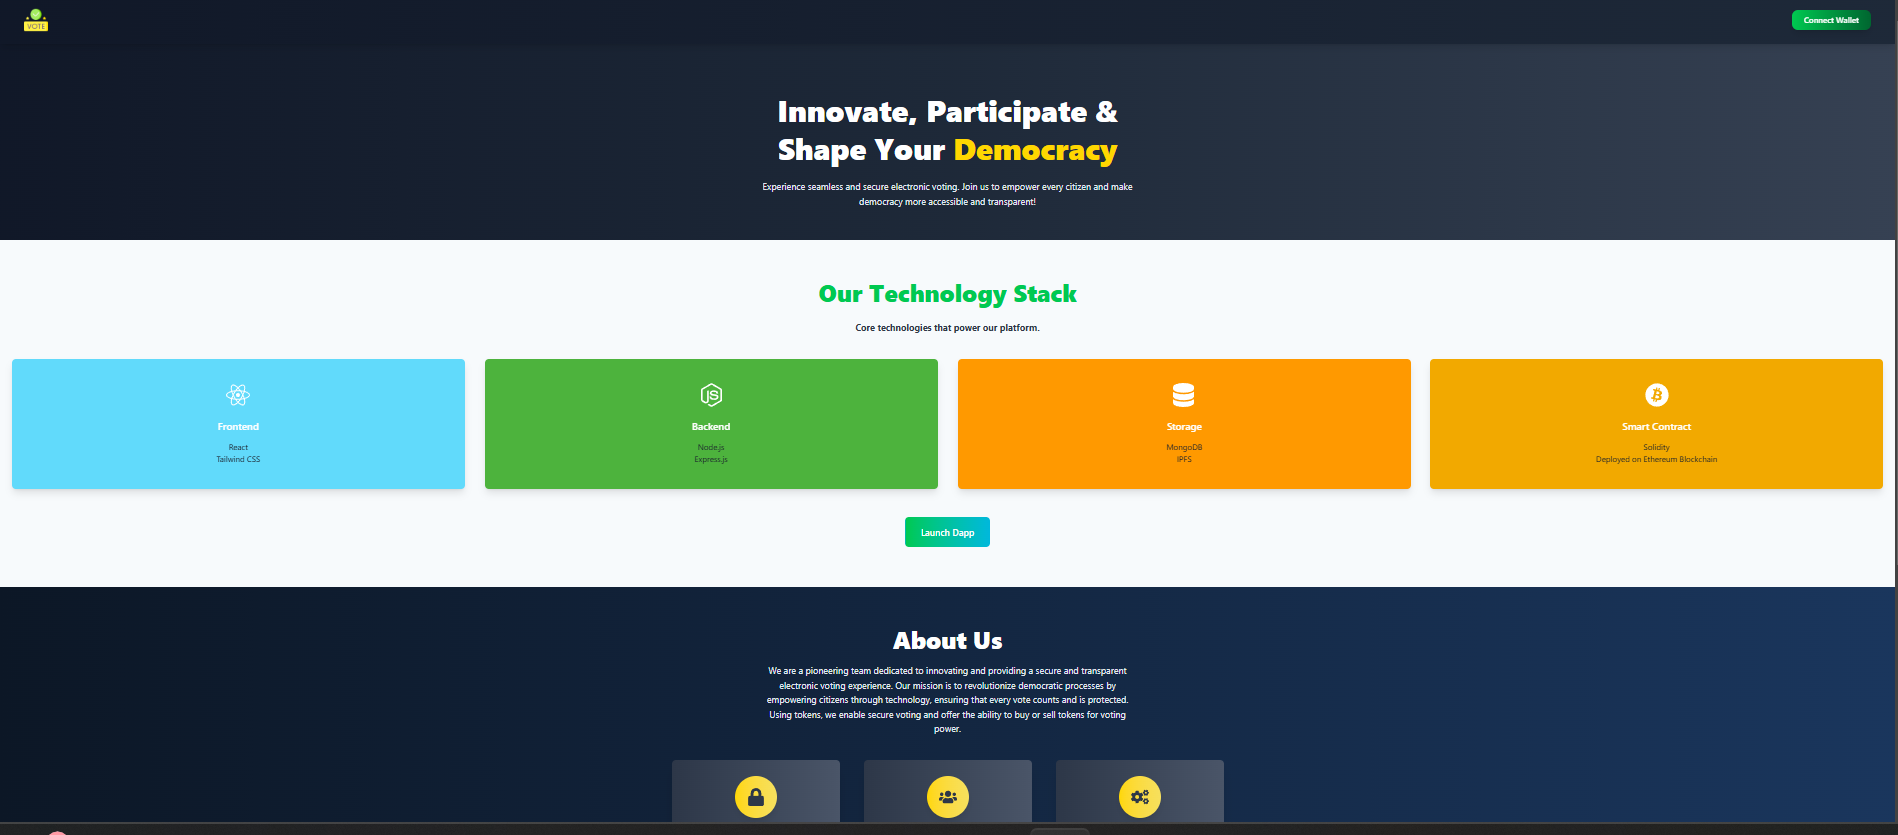 VOTE
Connect Wallet
Innovate, Participate &
Shape Your Democracy
Experience seamless and secure electronic voting. Join us to empower every citizen and make
democracy more accessible and transparent!
Our Technology Stack
Core technologies that power our platform.
Frontend
React
Tailwind CSS
JS
Backend
Node.js
Express.js
Storage
MongoDB
IPFS
Smart Contract
Solidity
Deployed on Ethereum Blockchain
Launch Dapp
About Us
We are a pioneering team dedicated to innovating and providing a secure and transparent
electronic voting experience. Our mission is to revolutionize democratic processes by
empowering citizens through technology, ensuring that every vote counts and is protected.
Using tokens, we enable secure voting and offer the ability to buy or sell tokens for voting
power.